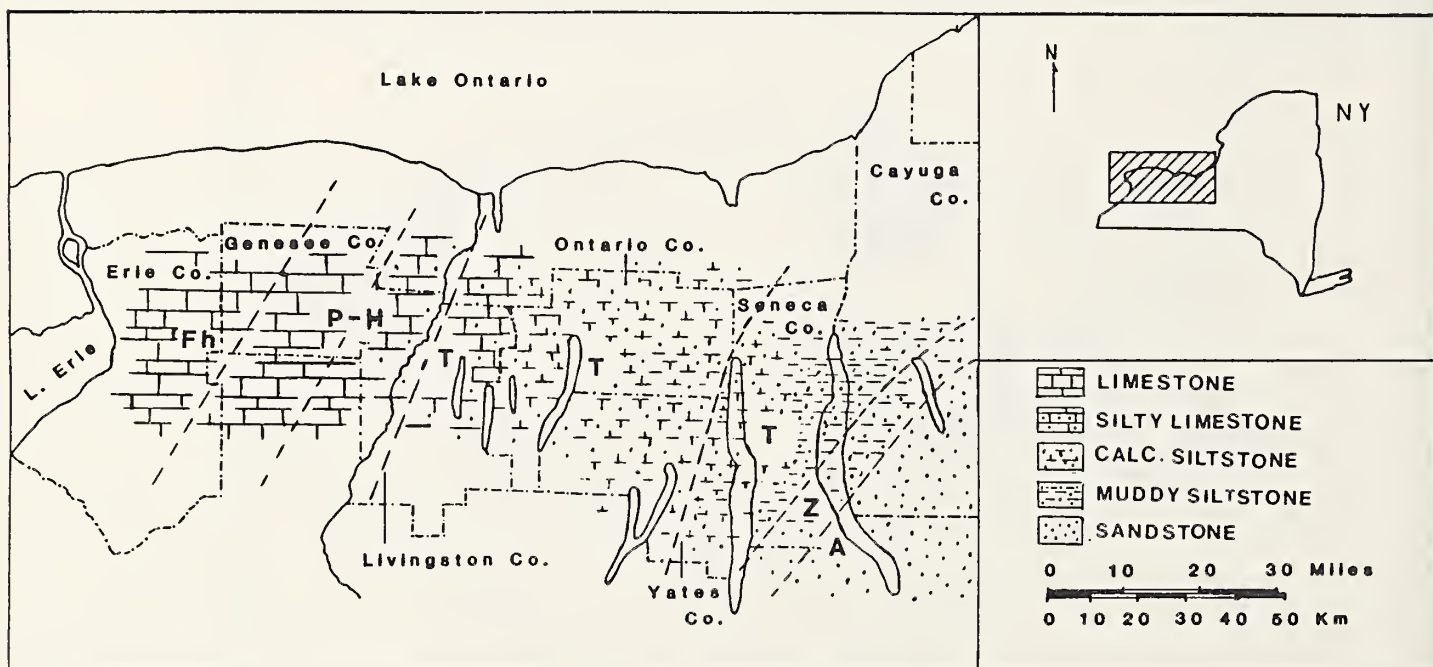 Lake Ontario
N
NY
Cayuga
Co.
Genesee Co.
Ontario Co.
Erie Co.
Seneca
Co.
P-H
Fh
L. Erie
T
T
T
Z
A
Livingston Co.
Yates
Co.
LIMESTONE
SILTY LIMESTONE
CALC. SILTSTONE
MUDDY SILTSTONE
SANDSTONE
0 10 20 30 Miles
0 10 20 30 40 50 Km